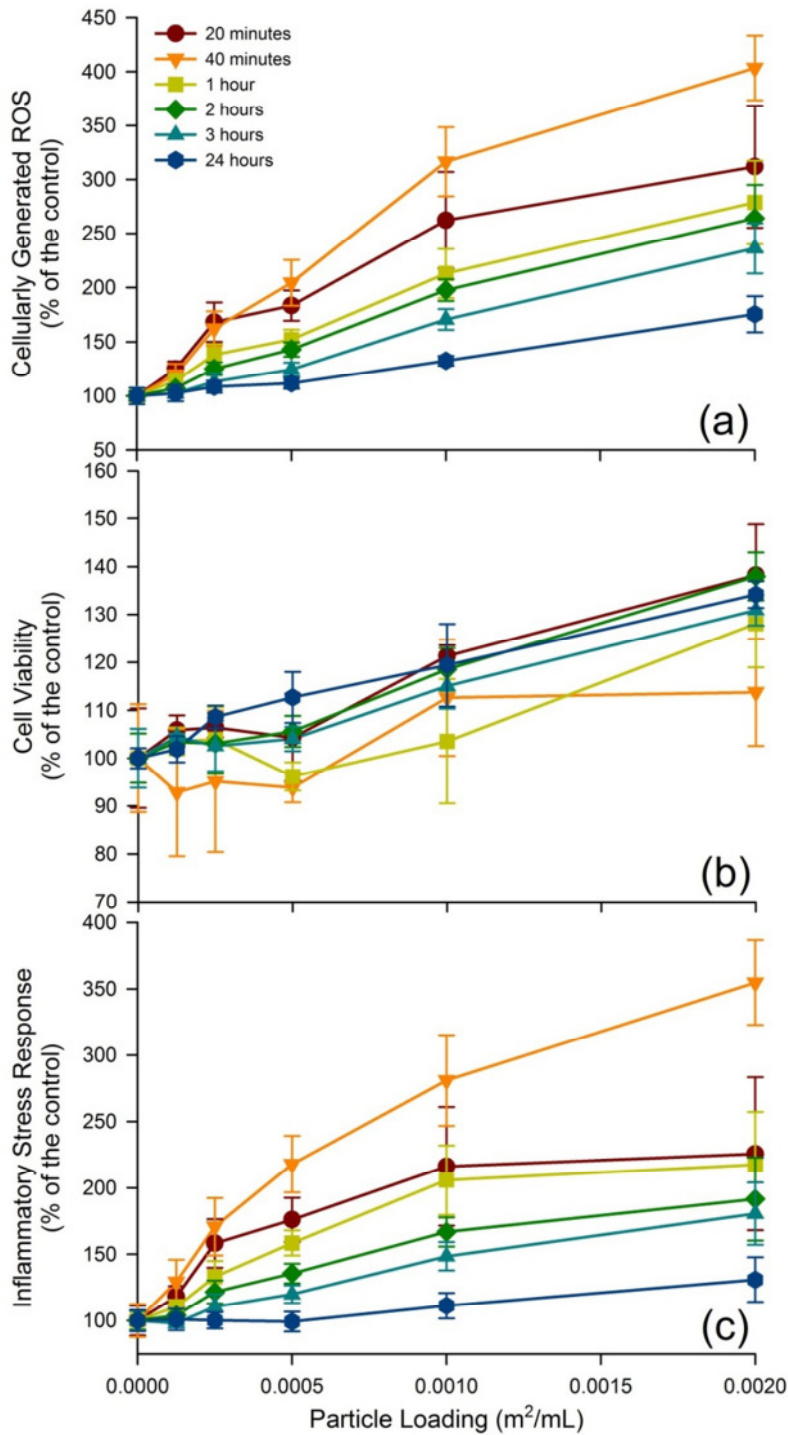 450
400
350
300
250
200
150
100
50
Cellularly Generated ROS
(% of the control)
20 minutes
40 minutes
1 hour
2 hours
3 hours
24 hours
(a)
160
150
140
130
120
110
100
90
80
70
Cell Viability
(% of the control)
(b)
400
350
300
250
200
150
100
Inflammatory Stress Response
(% of the control)
(c)
0.0000 0.0005 0.0010 0.0015 0.0020
Particle Loading (m²/mL)